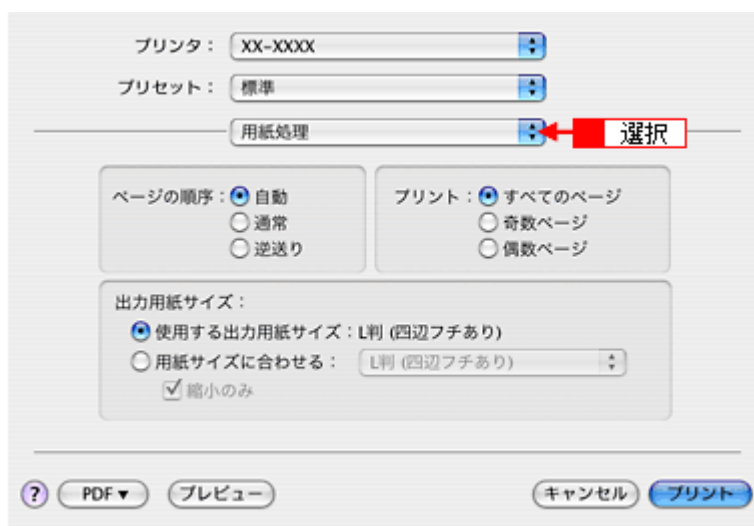 プリンタ： XX-XXXX
プリセット： 標準
用紙処理 選択
ページの順序：自動 プリント：すべてのページ
通常 奇数ページ
逆送り 偶数ページ
出力用紙サイズ：
使用する出力用紙サイズ：L判 (四辺フチあり)
用紙サイズに合わせる： L判 (四辺フチあり)
縮小のみ
? PDF▼ プレビュー キャンセル プリント